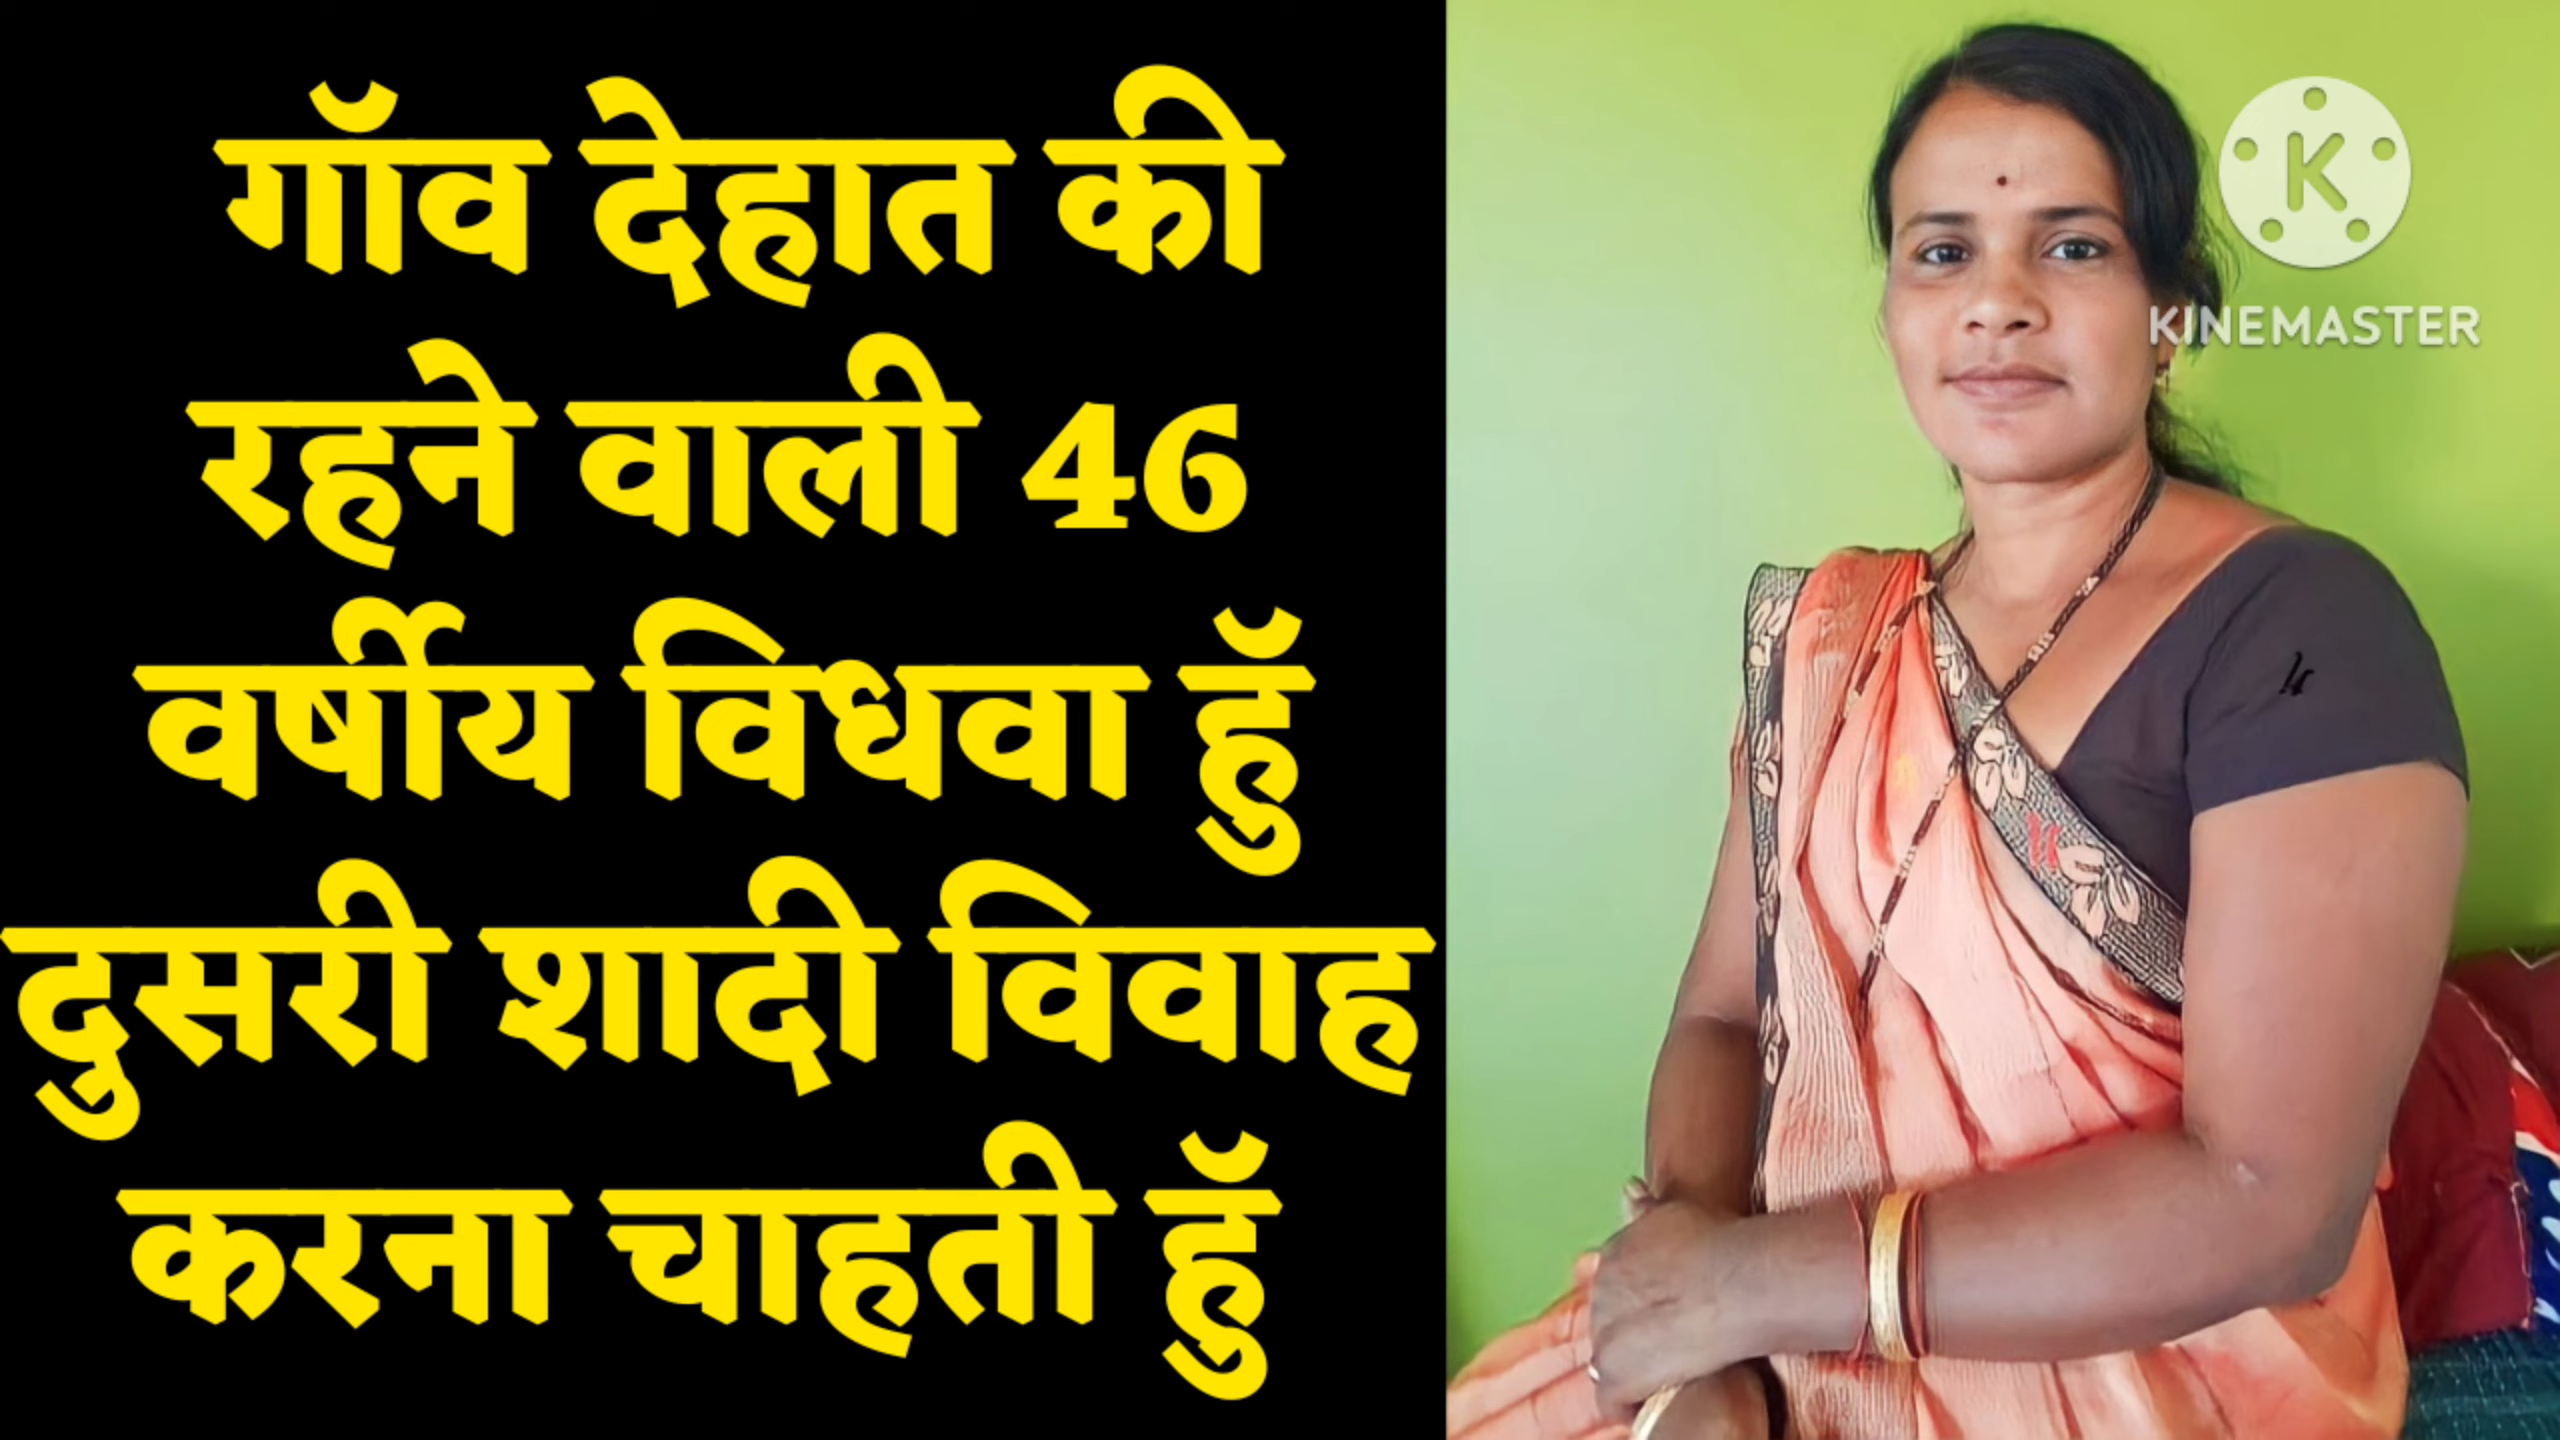 गॉव देहात की
रहने वाली 46
वर्षीय विधवा हुॅ
दुसरी शादी विवाह
करना चाहती हुॅ
K
KINEMASTER